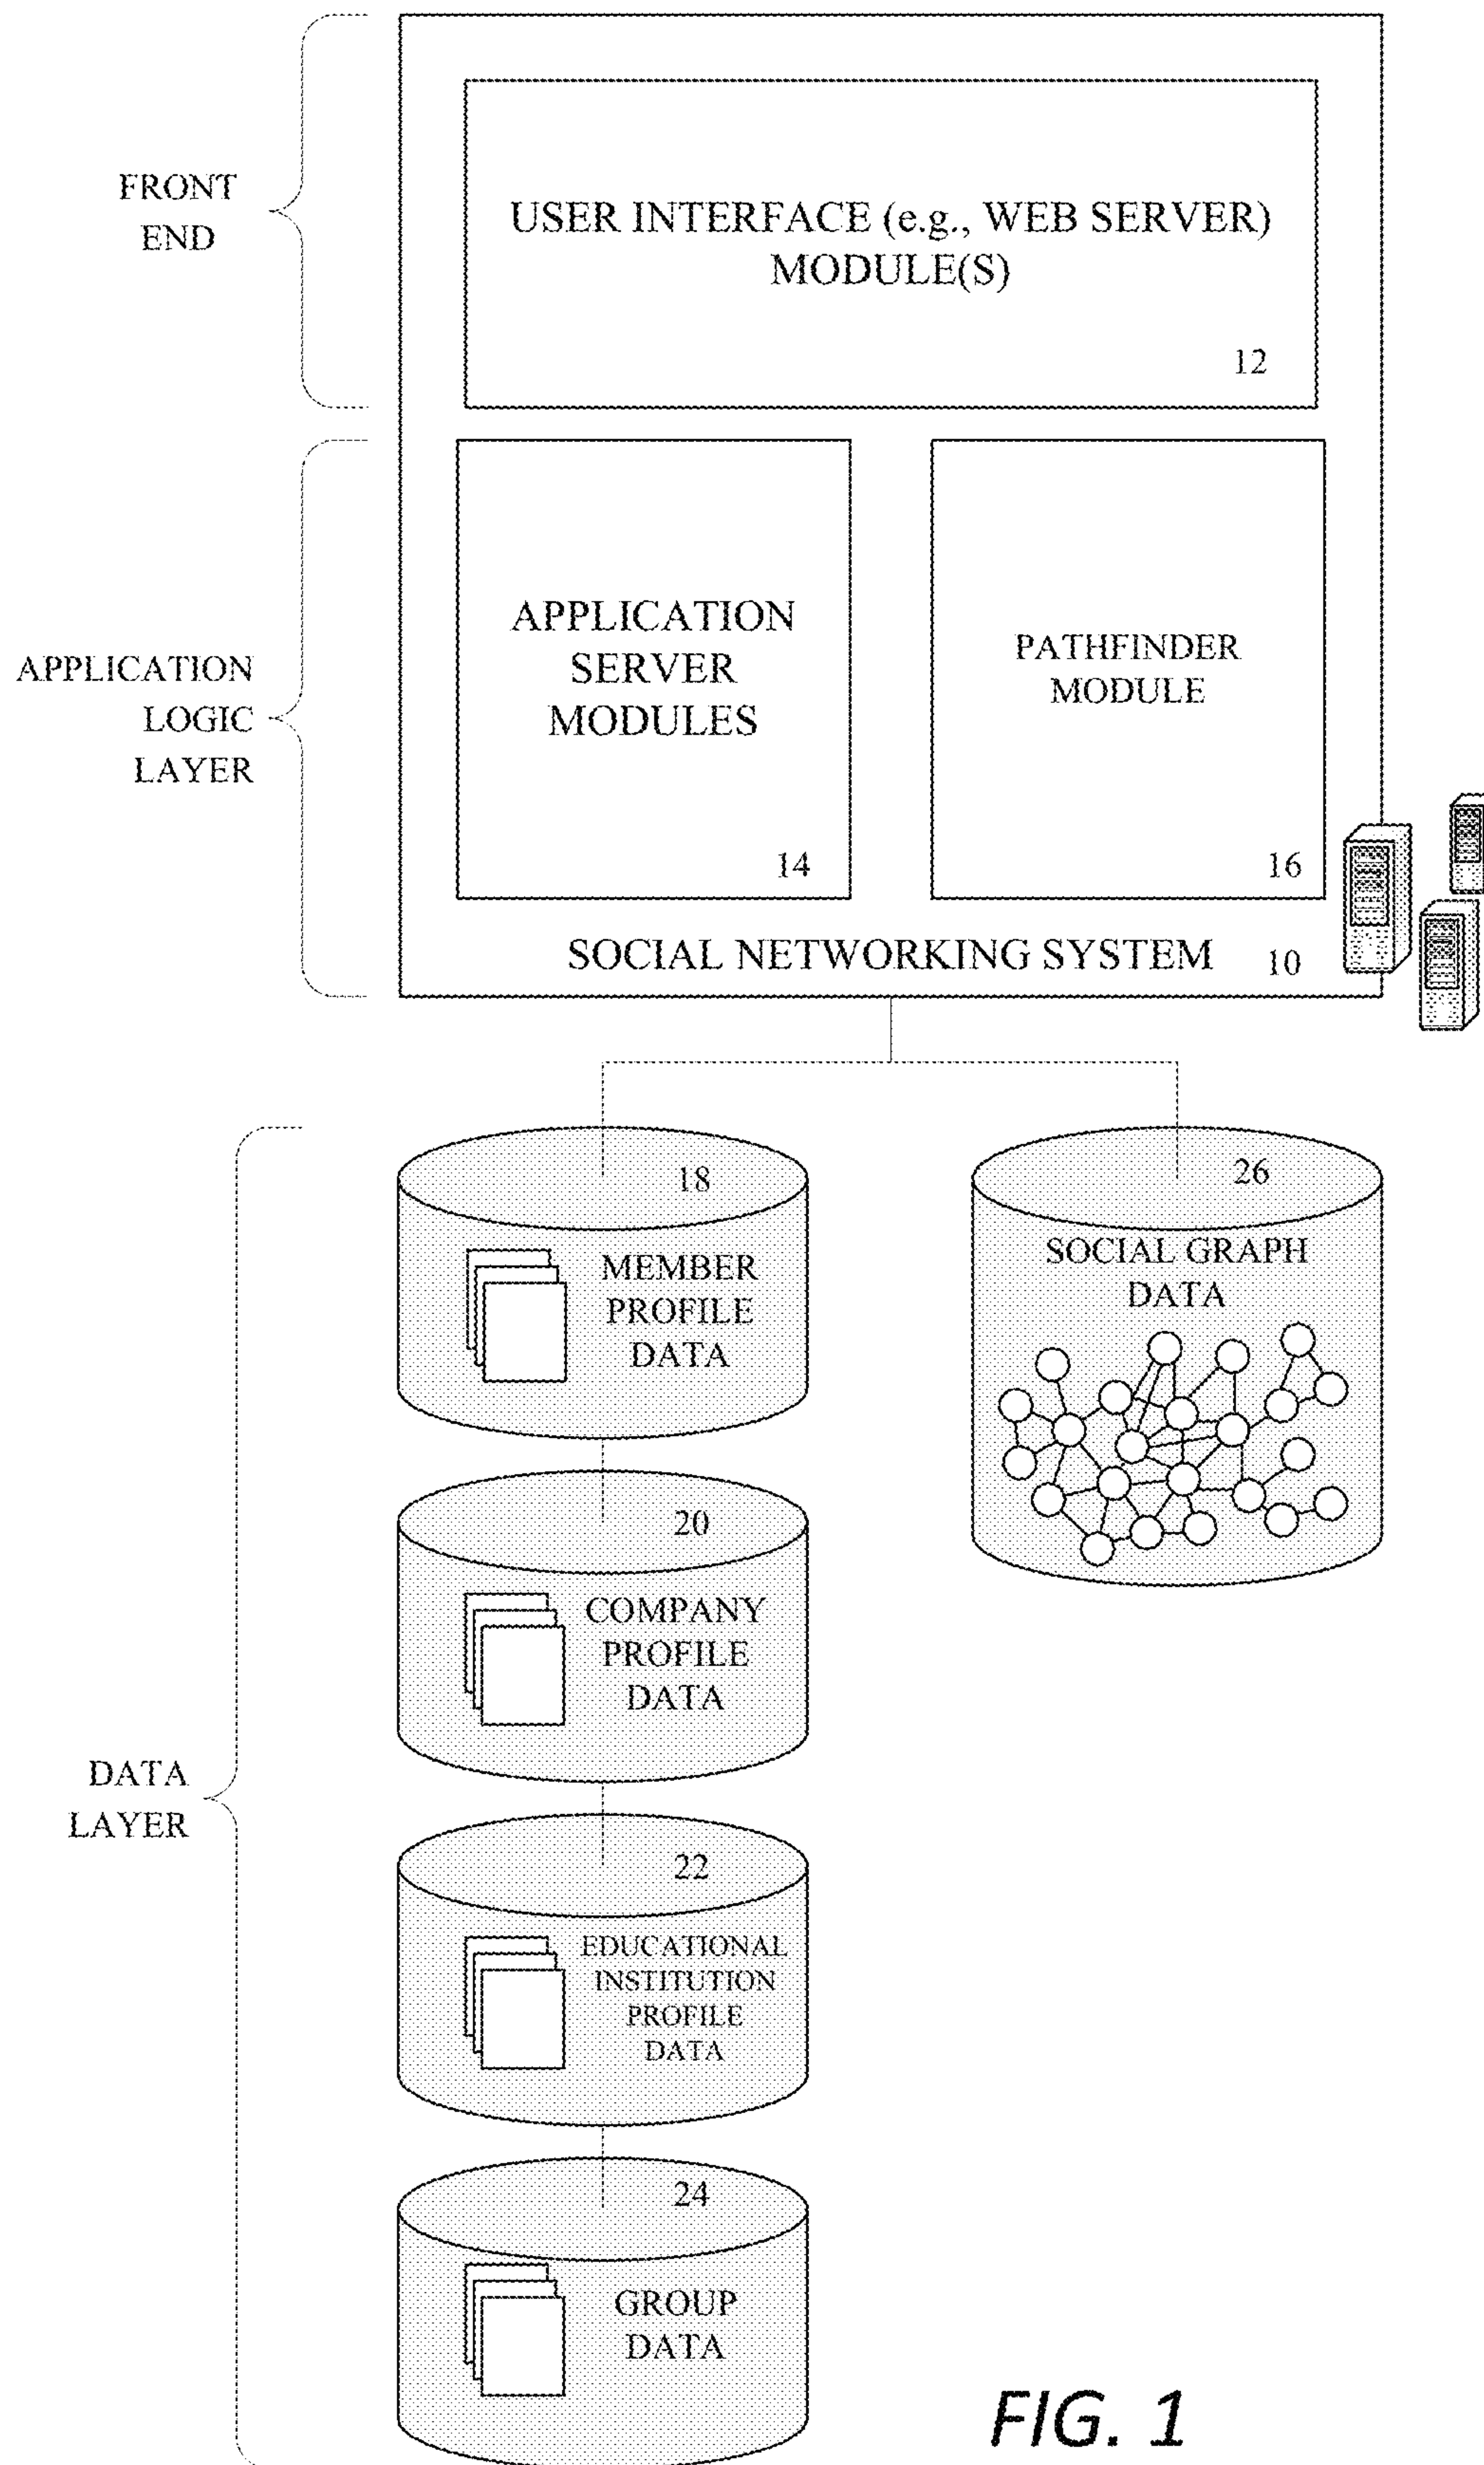 FRONT
END
USER INTERFACE (e.g., WEB SERVER)
MODULE(S)
12
APPLICATION
LOGIC
LAYER
APPLICATION
SERVER
MODULES
14
PATHFINDER
MODULE
16
SOCIAL NETWORKING SYSTEM 10
DATA
LAYER
18
MEMBER
PROFILE
DATA
26
SOCIAL GRAPH
DATA
20
COMPANY
PROFILE
DATA
22
EDUCATIONAL
INSTITUTION
PROFILE
DATA
24
GROUP
DATA
FIG. 1